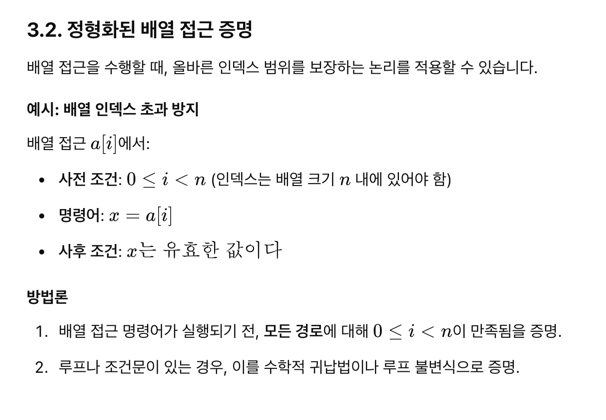 3.2. 정형화된 배열 접근 증명
배열 접근을 수행할 때, 올바른 인덱스 범위를 보장하는 논리를 적용할 수 있습니다.
예시: 배열 인덱스 초과 방지
배열 접근 a[i]에서:
• 사전 조건: 0 ≤ i < n (인덱스는 배열 크기 n 내에 있어야 함)
• 명령어: x = a[i]
• 사후 조건: x는 유효한 값이다
방법론
1. 배열 접근 명령어가 실행되기 전, 모든 경로에 대해 0 ≤ i < n이 만족됨을 증명.
2. 루프나 조건문이 있는 경우, 이를 수학적 귀납법이나 루프 불변식으로 증명.